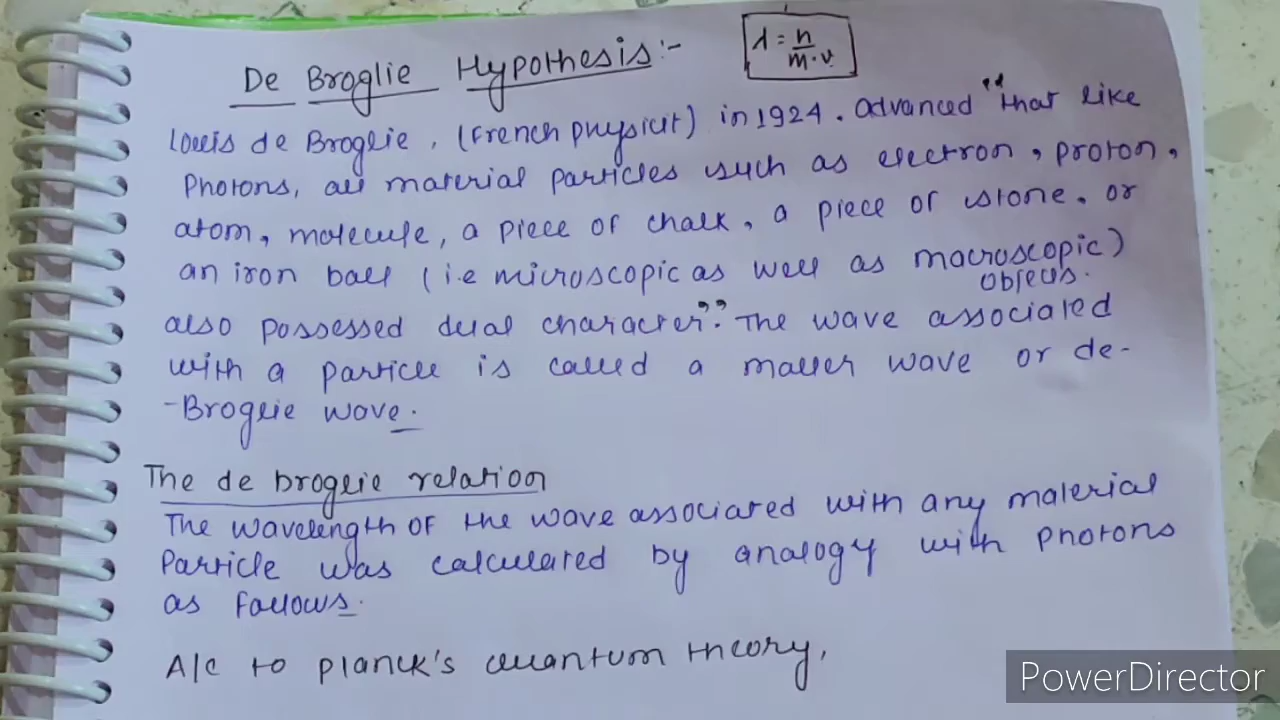 De Broglie Hypothesis :-
λ = h / m·v
Louis de Broglie, (French physicist) in 1924. advanced "that like
Photons, all material particles such as electron, proton,
atom, molecule, a piece of chalk, a piece of stone, or
an iron ball (i.e microscopic as well as macroscopic)
objects.
also possessed dual character". The wave associated
with a particle is called a matter wave or de-
-Broglie wave.
The de broglie relation
The wavelength of the wave associated with any material
Particle was calculated by analogy with photons
as follows.
A/c to planck's quantum theory,
PowerDirector